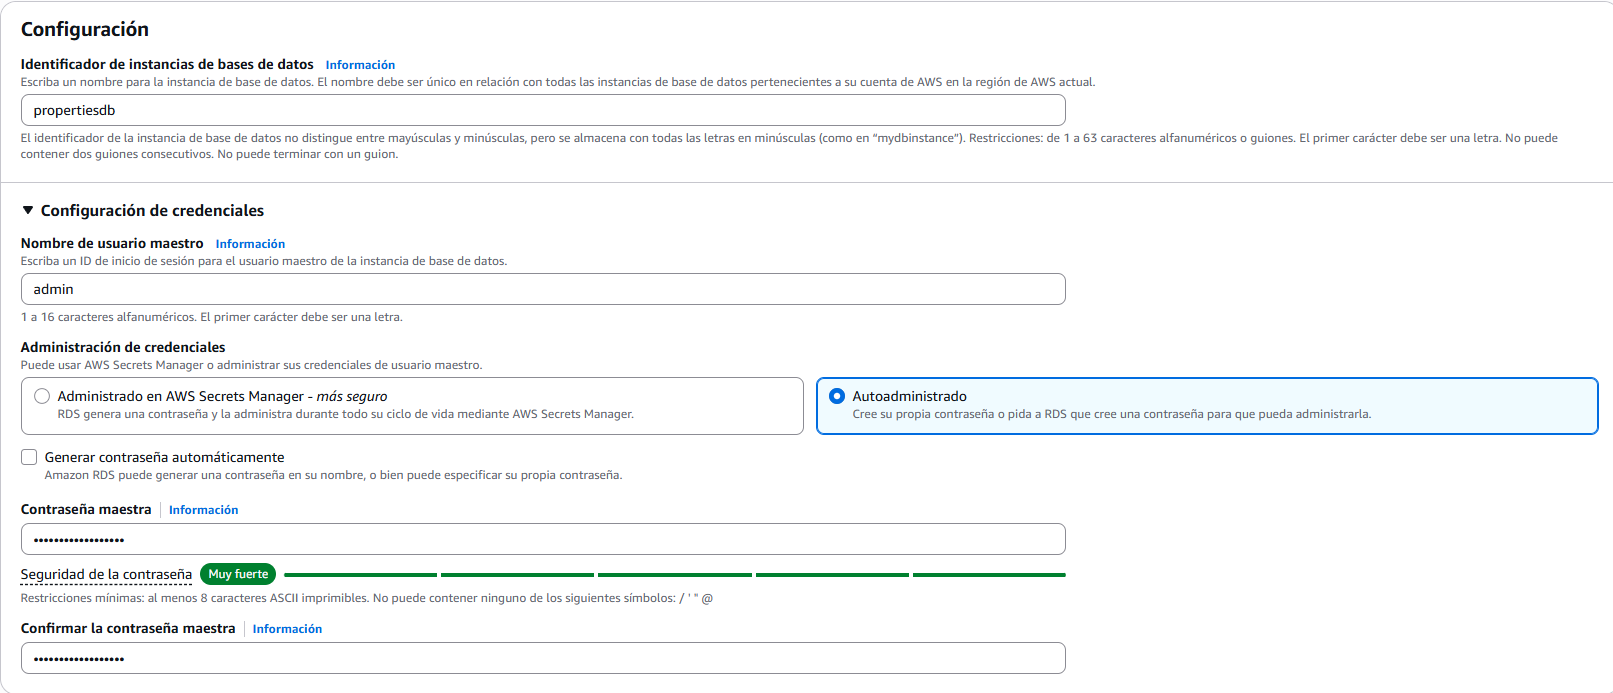 Configuración
Identificador de instancias de bases de datos Información
Escriba un nombre para la instancia de base de datos. El nombre debe ser único en relación con todas las instancias de base de datos pertenecientes a su cuenta de AWS en la región de AWS actual.
propertiesdb
El identificador de la instancia de base de datos no distingue entre mayúsculas y minúsculas, pero se almacena con todas las letras en minúsculas (como en “mydbinstance”). Restricciones: de 1 a 63 caracteres alfanuméricos o guiones. El primer carácter debe ser una letra. No puede
contener dos guiones consecutivos. No puede terminar con un guion.
Configuración de credenciales
Nombre de usuario maestro Información
Escriba un ID de inicio de sesión para el usuario maestro de la instancia de base de datos.
admin
1 a 16 caracteres alfanuméricos. El primer carácter debe ser una letra.
Administración de credenciales
Puede usar AWS Secrets Manager o administrar sus credenciales de usuario maestro.
Administrado en AWS Secrets Manager - más seguro
RDS genera una contraseña y la administra durante todo su ciclo de vida mediante AWS Secrets Manager.
Autoadministrado
Cree su propia contraseña o pida a RDS que cree una contraseña para que pueda administrarla.
Generar contraseña automáticamente
Amazon RDS puede generar una contraseña en su nombre, o bien puede especificar su propia contraseña.
Contraseña maestra Información
••••••••••••••••••
Seguridad de la contraseña Muy fuerte
Restricciones mínimas: al menos 8 caracteres ASCII imprimibles. No puede contener ninguno de los siguientes símbolos: / ' " @
Confirmar la contraseña maestra Información
••••••••••••••••••